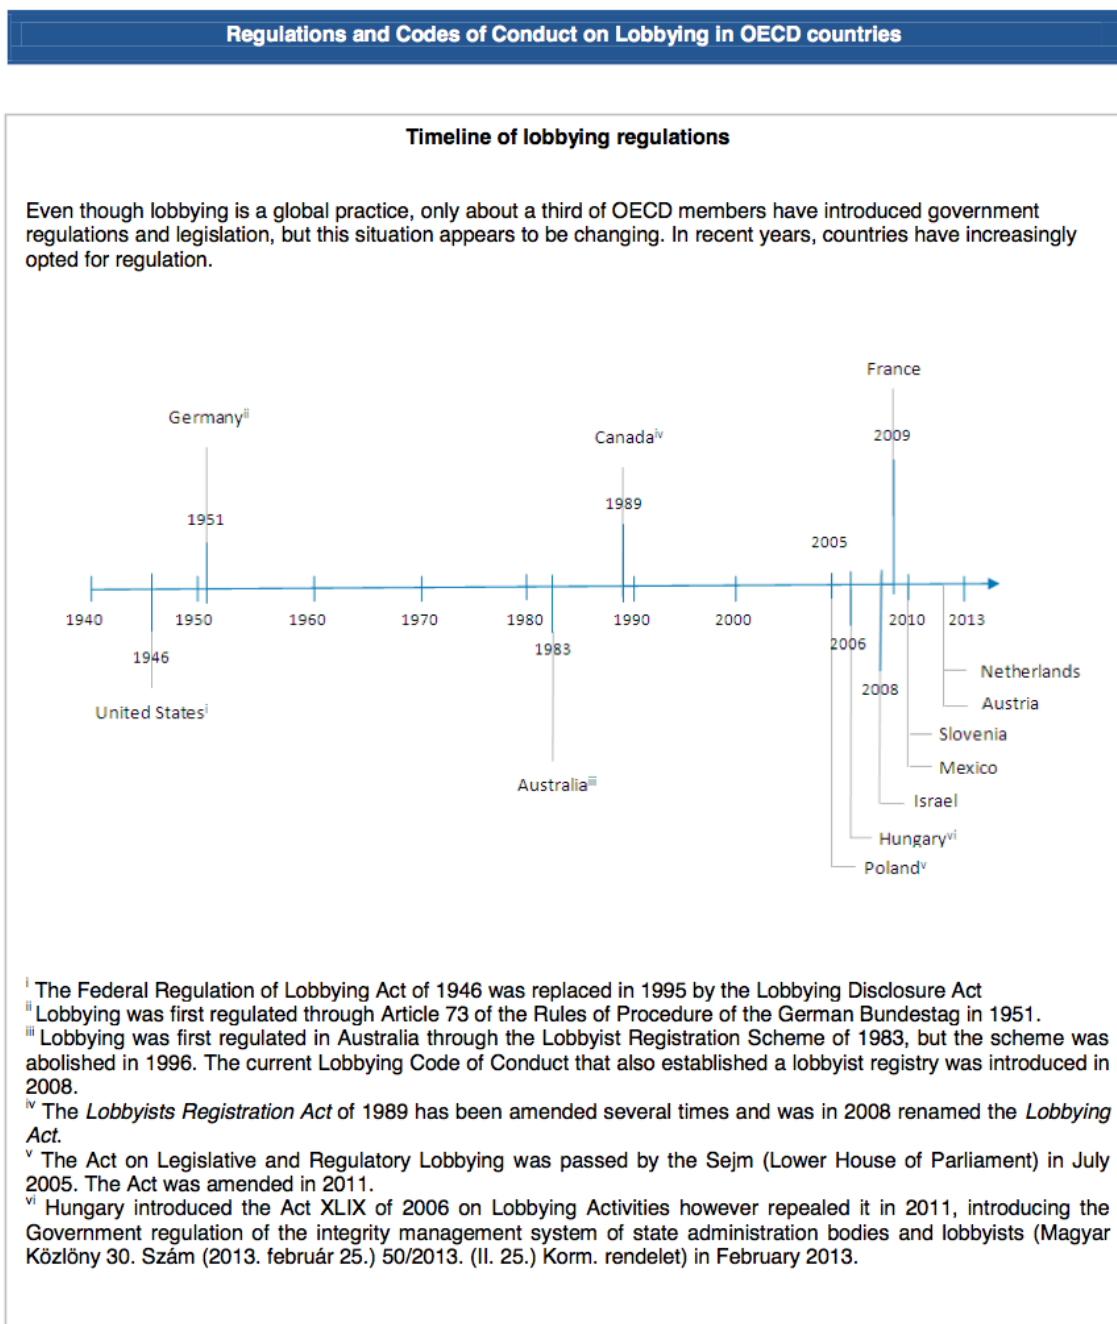 Regulations and Codes of Conduct on Lobbying in OECD countries
Timeline of lobbying regulations
Even though lobbying is a global practice, only about a third of OECD members have introduced government
regulations and legislation, but this situation appears to be changing. In recent years, countries have increasingly
opted for regulation.
France
Germanyⁱⁱ
Canadaⁱᵛ
2009
1989
1951
2005
1940
1950
1960
1970
1980
1990
2000
2010
2013
1946
1983
2006
2008
Netherlands
United Statesⁱ
Austria
Slovenia
Mexico
Australiaⁱⁱⁱ
Israel
Hungaryᵛⁱ
Polandᵛ
ⁱ The Federal Regulation of Lobbying Act of 1946 was replaced in 1995 by the Lobbying Disclosure Act
ⁱⁱ Lobbying was first regulated through Article 73 of the Rules of Procedure of the German Bundestag in 1951.
ⁱⁱⁱ Lobbying was first regulated in Australia through the Lobbyist Registration Scheme of 1983, but the scheme was
abolished in 1996. The current Lobbying Code of Conduct that also established a lobbyist registry was introduced in
2008.
ⁱᵛ The Lobbyists Registration Act of 1989 has been amended several times and was in 2008 renamed the Lobbying
Act.
ᵛ The Act on Legislative and Regulatory Lobbying was passed by the Sejm (Lower House of Parliament) in July
2005. The Act was amended in 2011.
ᵛⁱ Hungary introduced the Act XLIX of 2006 on Lobbying Activities however repealed it in 2011, introducing the
Government regulation of the integrity management system of state administration bodies and lobbyists (Magyar
Közlöny 30. Szám (2013. február 25.) 50/2013. (II. 25.) Korm. rendelet) in February 2013.